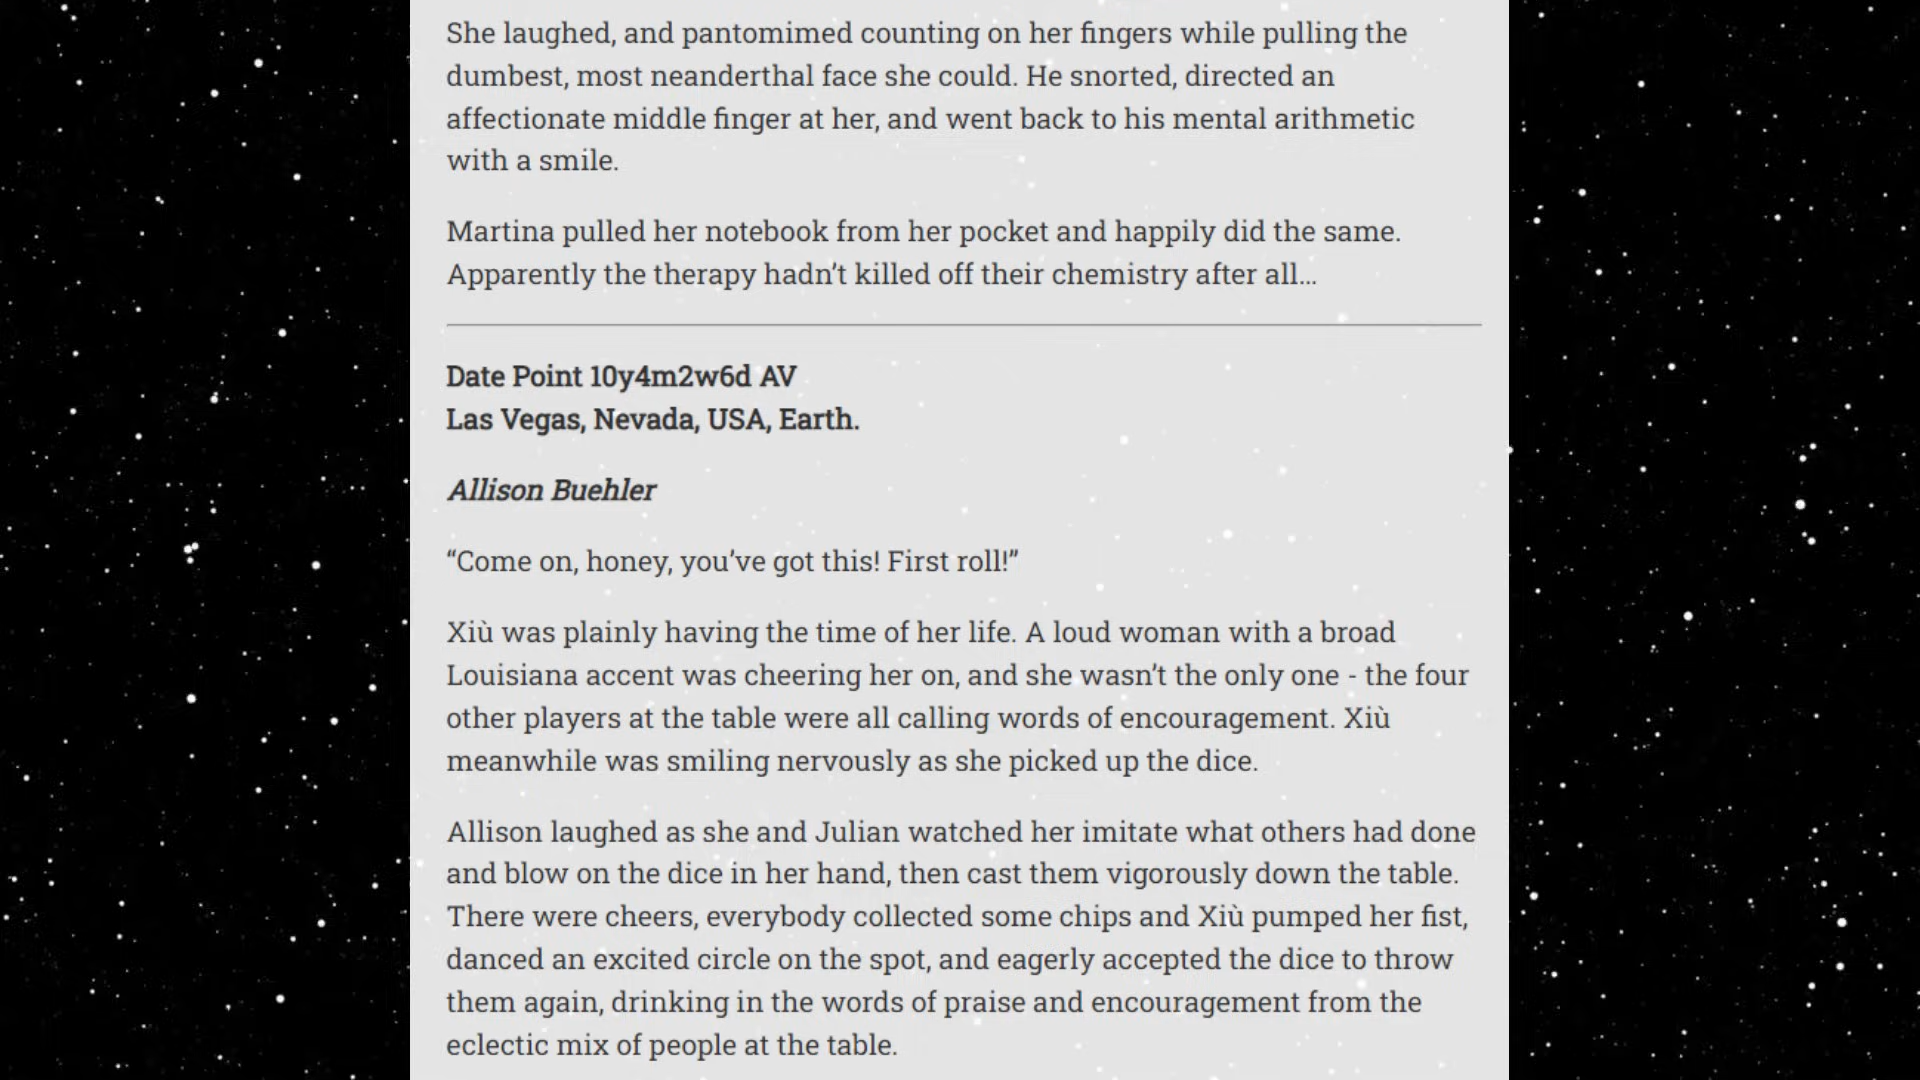 She laughed, and pantomimed counting on her fingers while pulling the
dumbest, most neanderthal face she could. He snorted, directed an
affectionate middle finger at her, and went back to his mental arithmetic
with a smile.
Martina pulled her notebook from her pocket and happily did the same.
Apparently the therapy hadn’t killed off their chemistry after all…
Date Point 10y4m2w6d AV
Las Vegas, Nevada, USA, Earth.
Allison Buehler
“Come on, honey, you’ve got this! First roll!”
Xiù was plainly having the time of her life. A loud woman with a broad
Louisiana accent was cheering her on, and she wasn’t the only one - the four
other players at the table were all calling words of encouragement. Xiù
meanwhile was smiling nervously as she picked up the dice.
Allison laughed as she and Julian watched her imitate what others had done
and blow on the dice in her hand, then cast them vigorously down the table.
There were cheers, everybody collected some chips and Xiù pumped her fist,
danced an excited circle on the spot, and eagerly accepted the dice to throw
them again, drinking in the words of praise and encouragement from the
eclectic mix of people at the table.